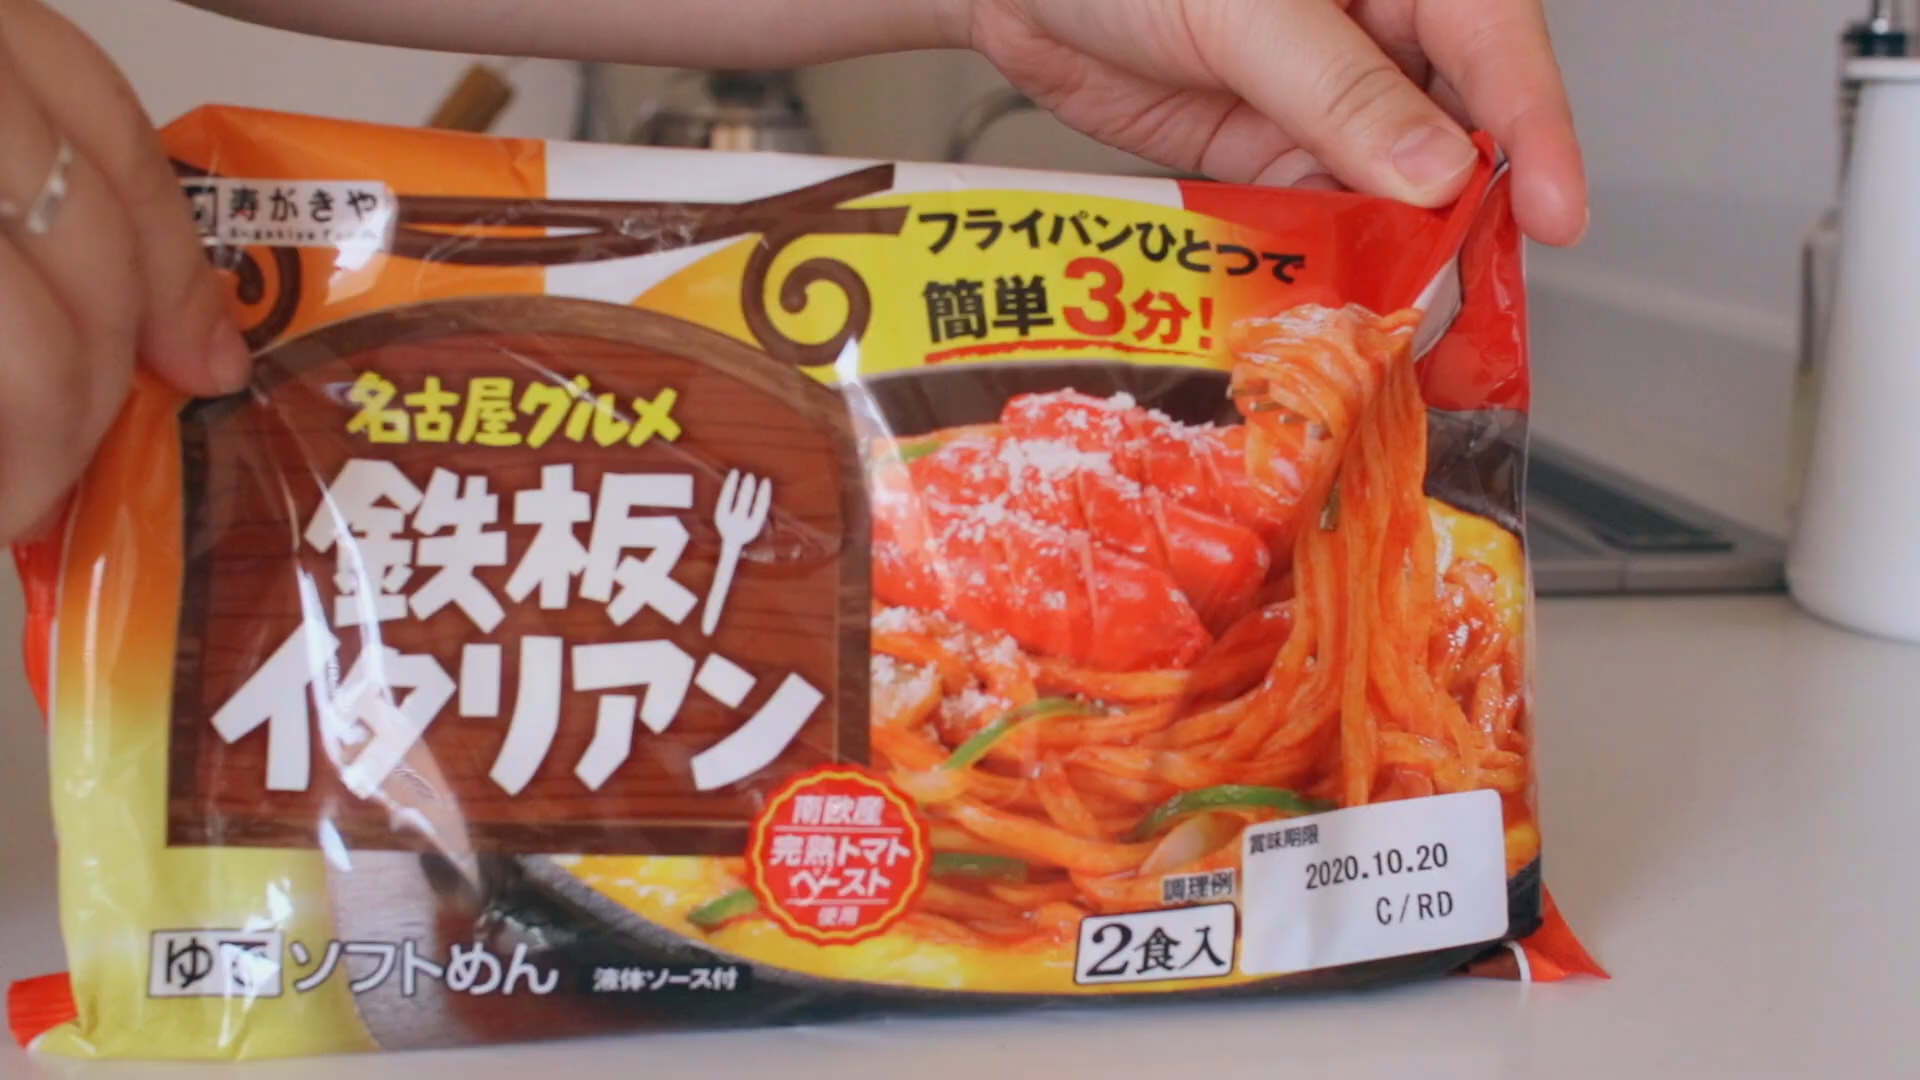 寿がきや
Sugakiya Foods
フライパンひとつで
簡単3分!
名古屋グルメ
鉄板
イタリアン
南欧産
完熟トマト
ペースト
使用
賞味期限
2020.10.20
C/RD
調理例
2食入
ゆで ソフトめん 液体ソース付